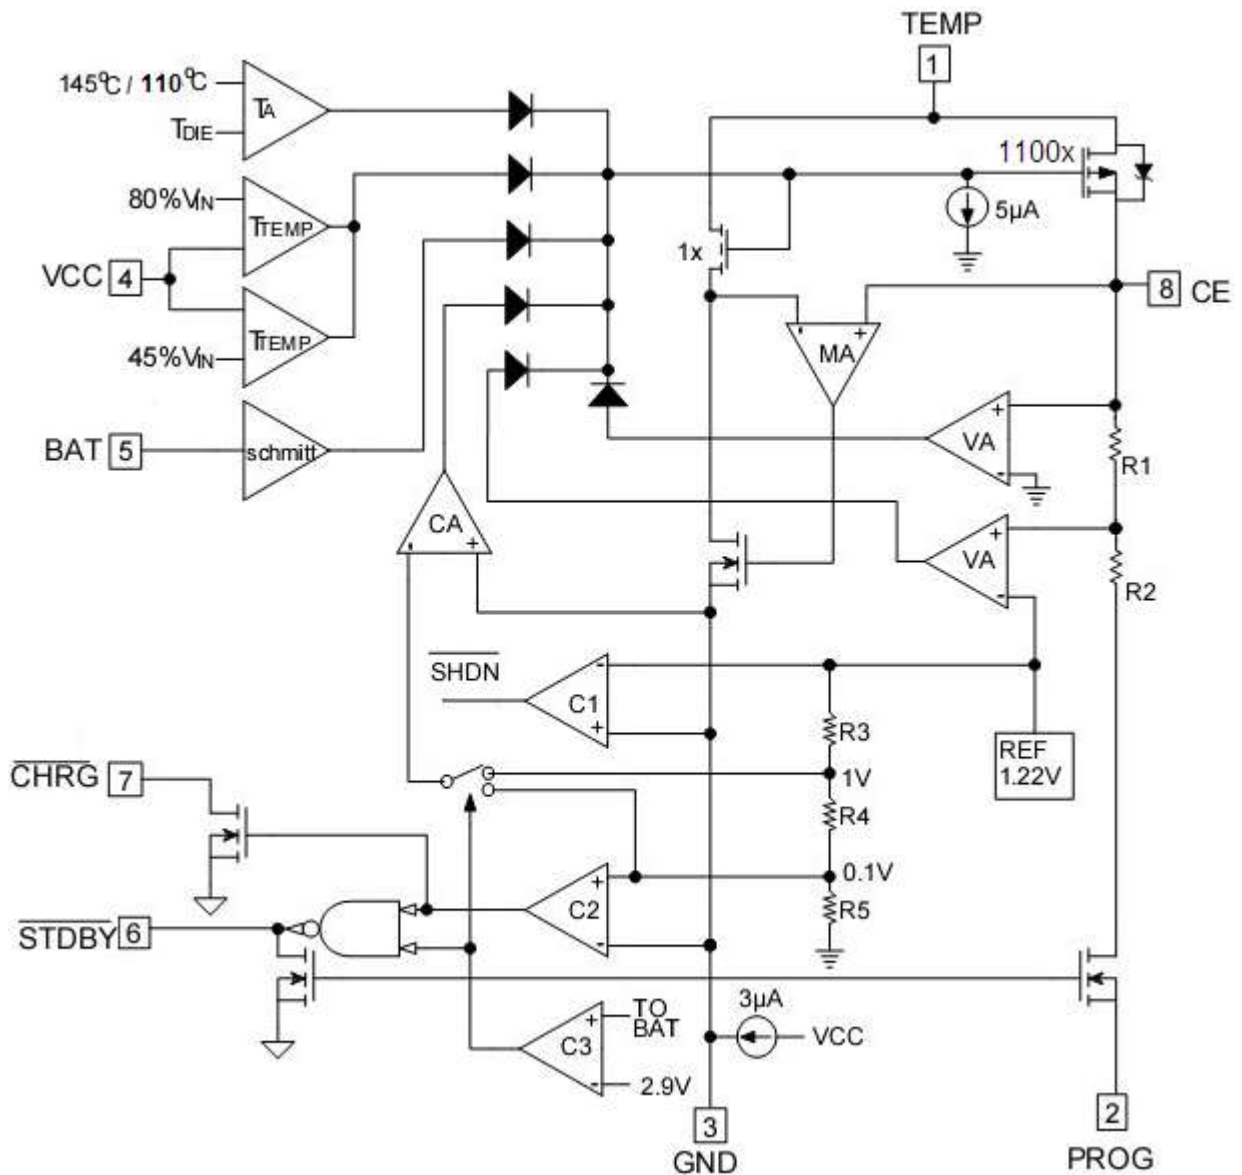 TEMP
1
145°C / 110°C
TA
TDIE
1100x
80%VIN
TTEMP
5µA
VCC 4
1x
8 CE
TTEMP
45%VIN
- +
MA
+
VA
-
R1
BAT 5
schmitt
CA
- +
+
VA
-
R2
SHDN
-
C1
+
R3
REF
1.22V
CHRG 7
1V
R4
0.1V
+
C2
-
R5
STDBY 6
3µA
TO
BAT
+
C3
-
VCC
2.9V
3
GND
2
PROG